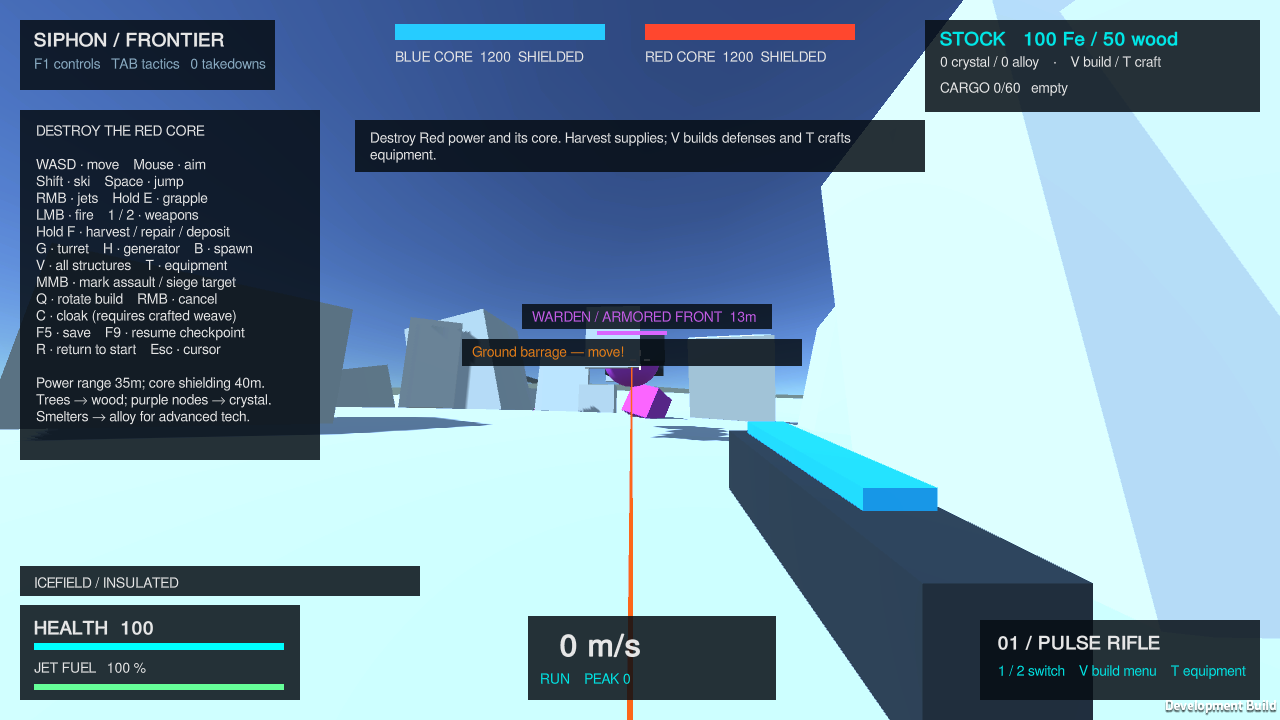 SIPHON / FRONTIER
F1 controls   TAB tactics   0 takedowns
BLUE CORE  1200  SHIELDED
RED CORE  1200  SHIELDED
STOCK   100 Fe / 50 wood
0 crystal / 0 alloy   ·   V build / T craft
CARGO 0/60   empty
DESTROY THE RED CORE
WASD · move    Mouse · aim
Shift · ski    Space · jump
RMB · jets    Hold E · grapple
LMB · fire    1 / 2 · weapons
Hold F · harvest / repair / deposit
G · turret    H · generator    B · spawn
V · all structures    T · equipment
MMB · mark assault / siege target
Q · rotate build    RMB · cancel
C · cloak (requires crafted weave)
F5 · save    F9 · resume checkpoint
R · return to start    Esc · cursor
Power range 35m; core shielding 40m.
Trees → wood; purple nodes → crystal.
Smelters → alloy for advanced tech.
Destroy Red power and its core. Harvest supplies; V builds defenses and T crafts
equipment.
WARDEN / ARMORED FRONT  13m
Ground barrage — move!
ICEFIELD / INSULATED
HEALTH  100
JET FUEL   100 %
0 m/s
RUN    PEAK 0
01 / PULSE RIFLE
1 / 2 switch    V build menu    T equipment
Development Build